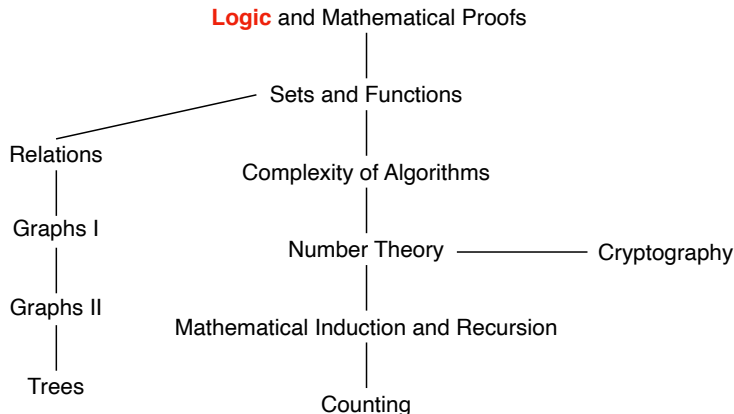 Logic and Mathematical Proofs
Sets and Functions
Relations
Complexity of Algorithms
Graphs I
Number Theory
Cryptography
Graphs II
Mathematical Induction and Recursion
Trees
Counting